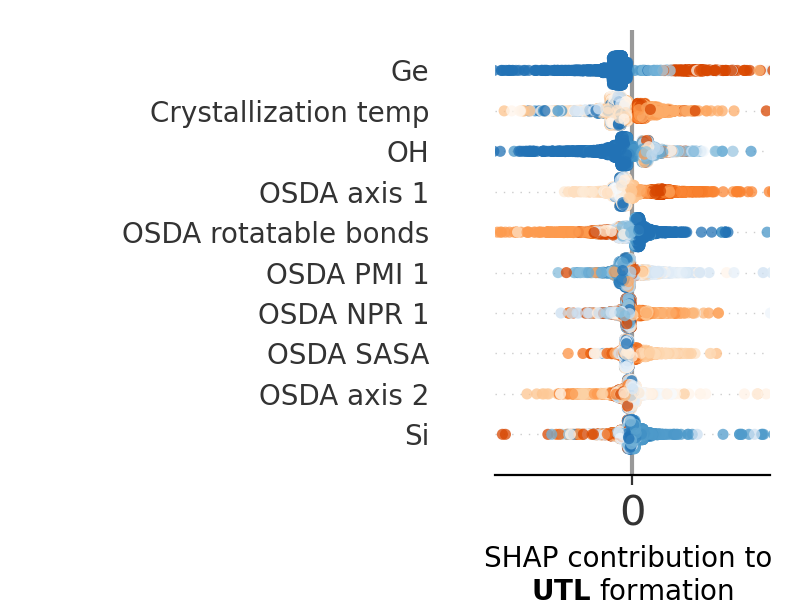 Ge
Crystallization temp
OH
OSDA axis 1
OSDA rotatable bonds
OSDA PMI 1
OSDA NPR 1
OSDA SASA
OSDA axis 2
Si
0
SHAP contribution to
UTL formation